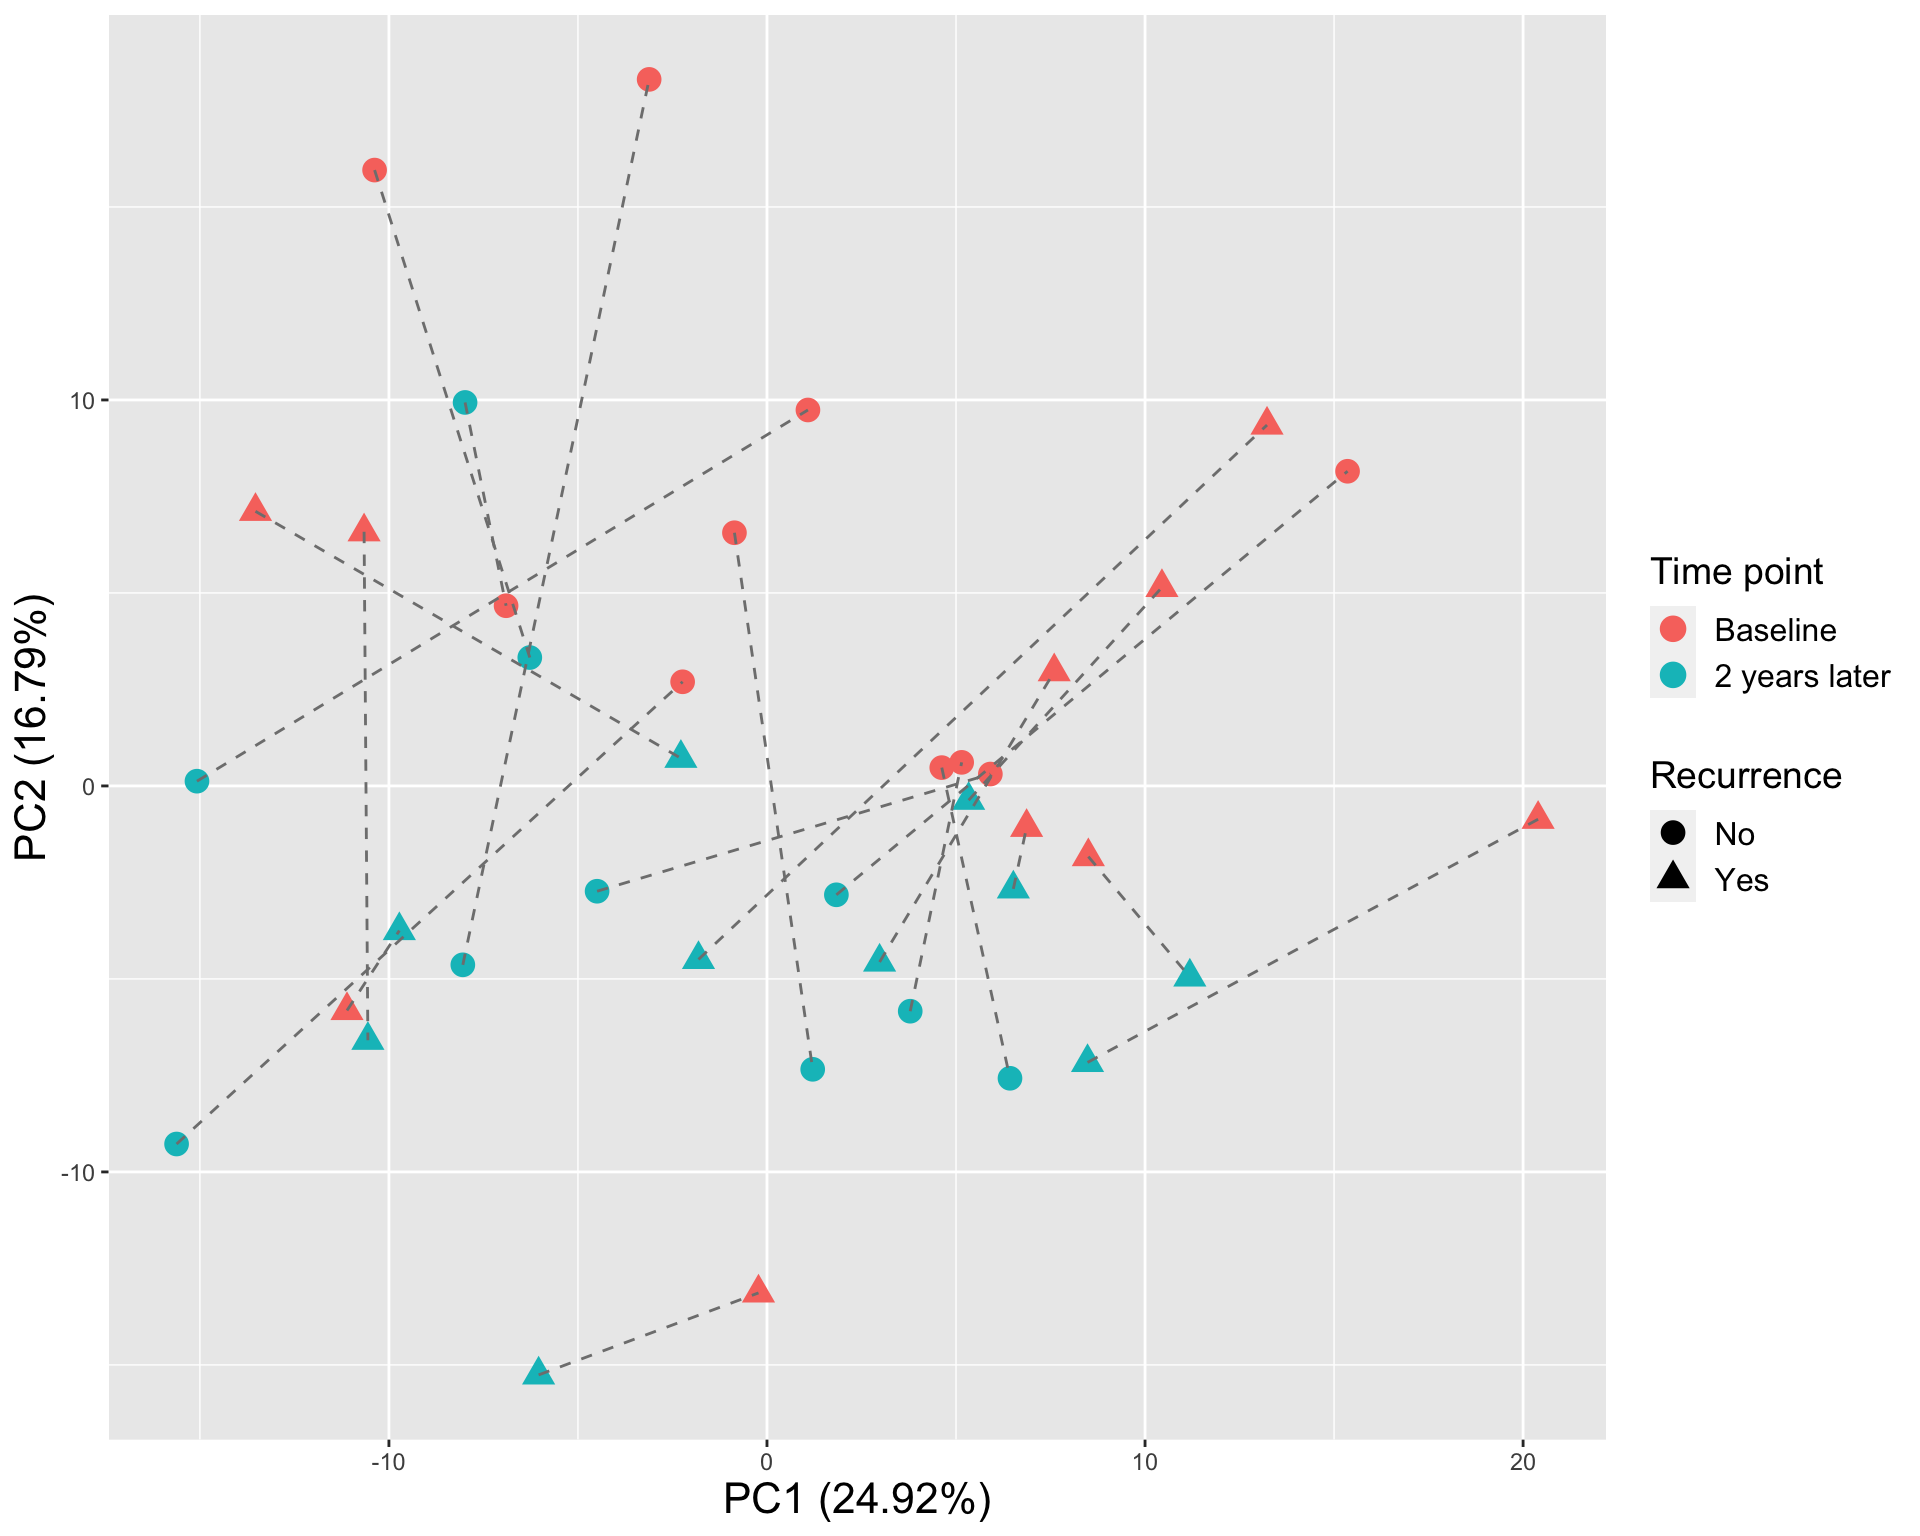 PC2 (16.79%)
10
0
-10
-10 0 10 20
PC1 (24.92%)
Time point
Baseline
2 years later
Recurrence
No
Yes